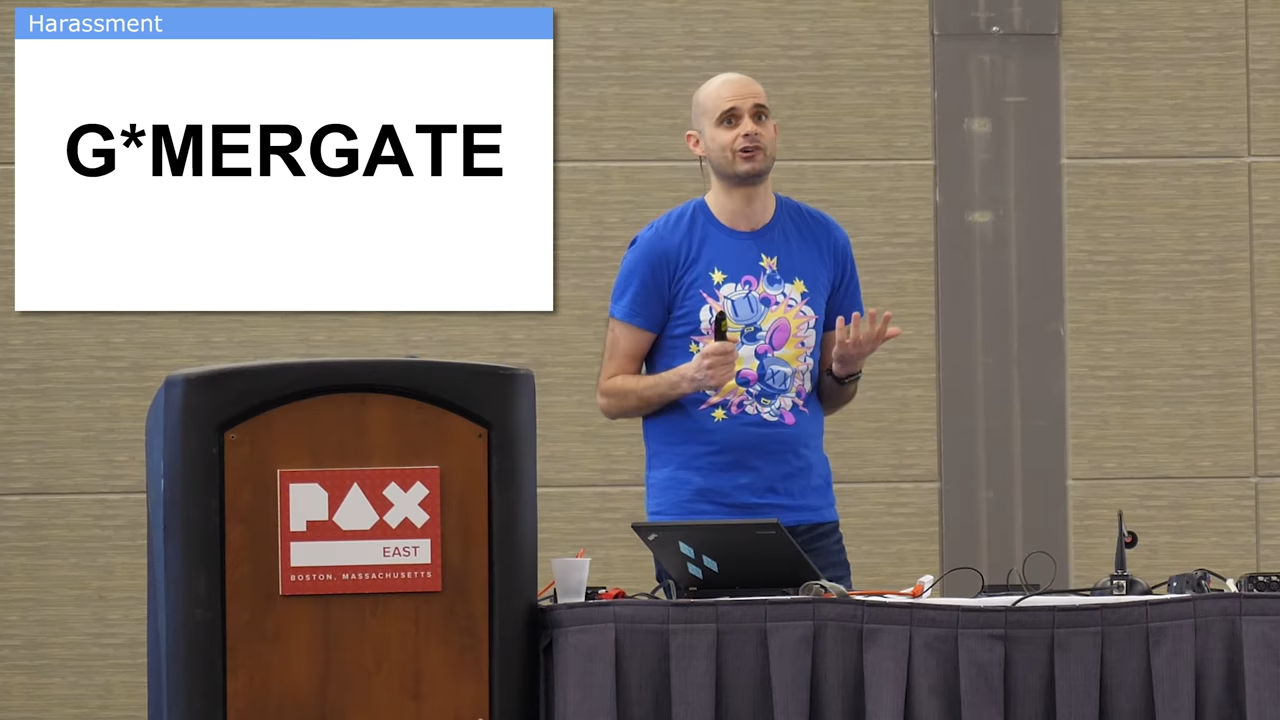 Harassment
G*MERGATE
PAX
EAST
BOSTON, MASSACHUSETTS